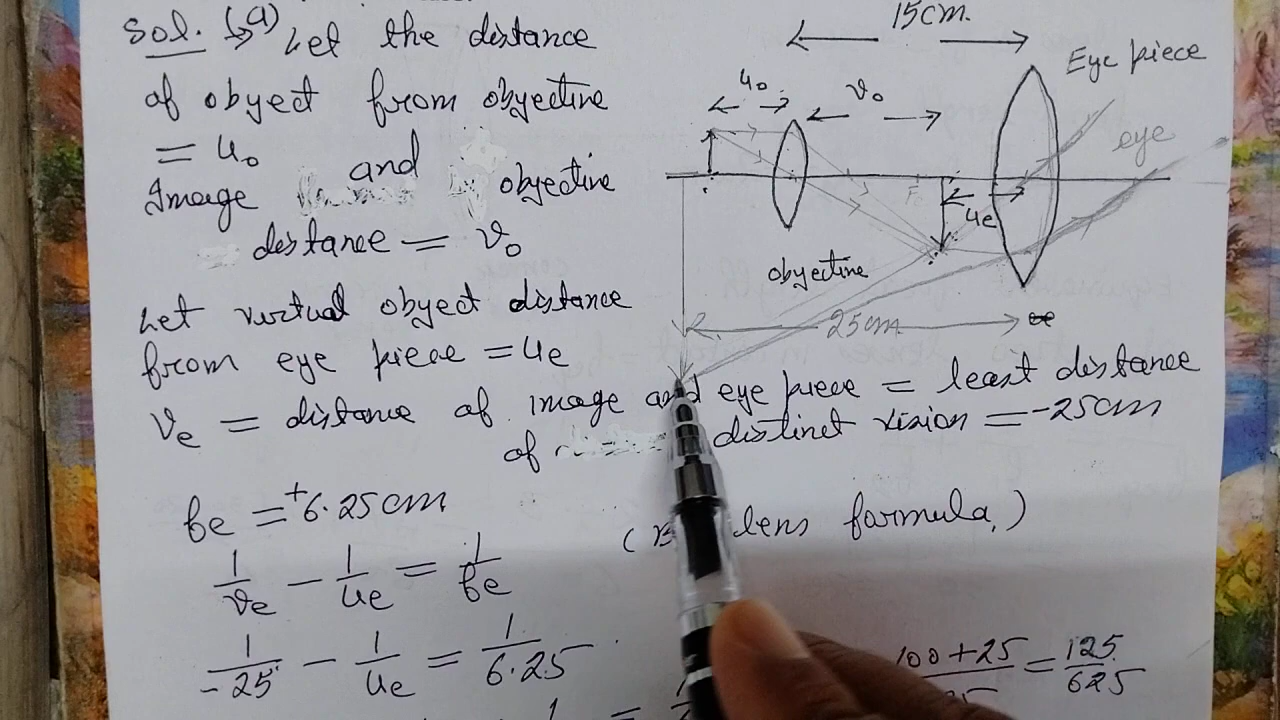 Sol. (a) Let the distance
of object from objective
= u₀ and
Image objective
distance = v₀
Let virtual object distance
from eye piece = ue
ve = distance of image and eye piece = least distance
of distinct vision = -25cm
fe = +6.25cm
( lens formula,)
1/ve - 1/ue = 1/fe
1/-25 - 1/ue = 1/6.25
100+25 = 125/625
15cm.
Eye piece
u₀
v₀
eye
ue
objective
25cm